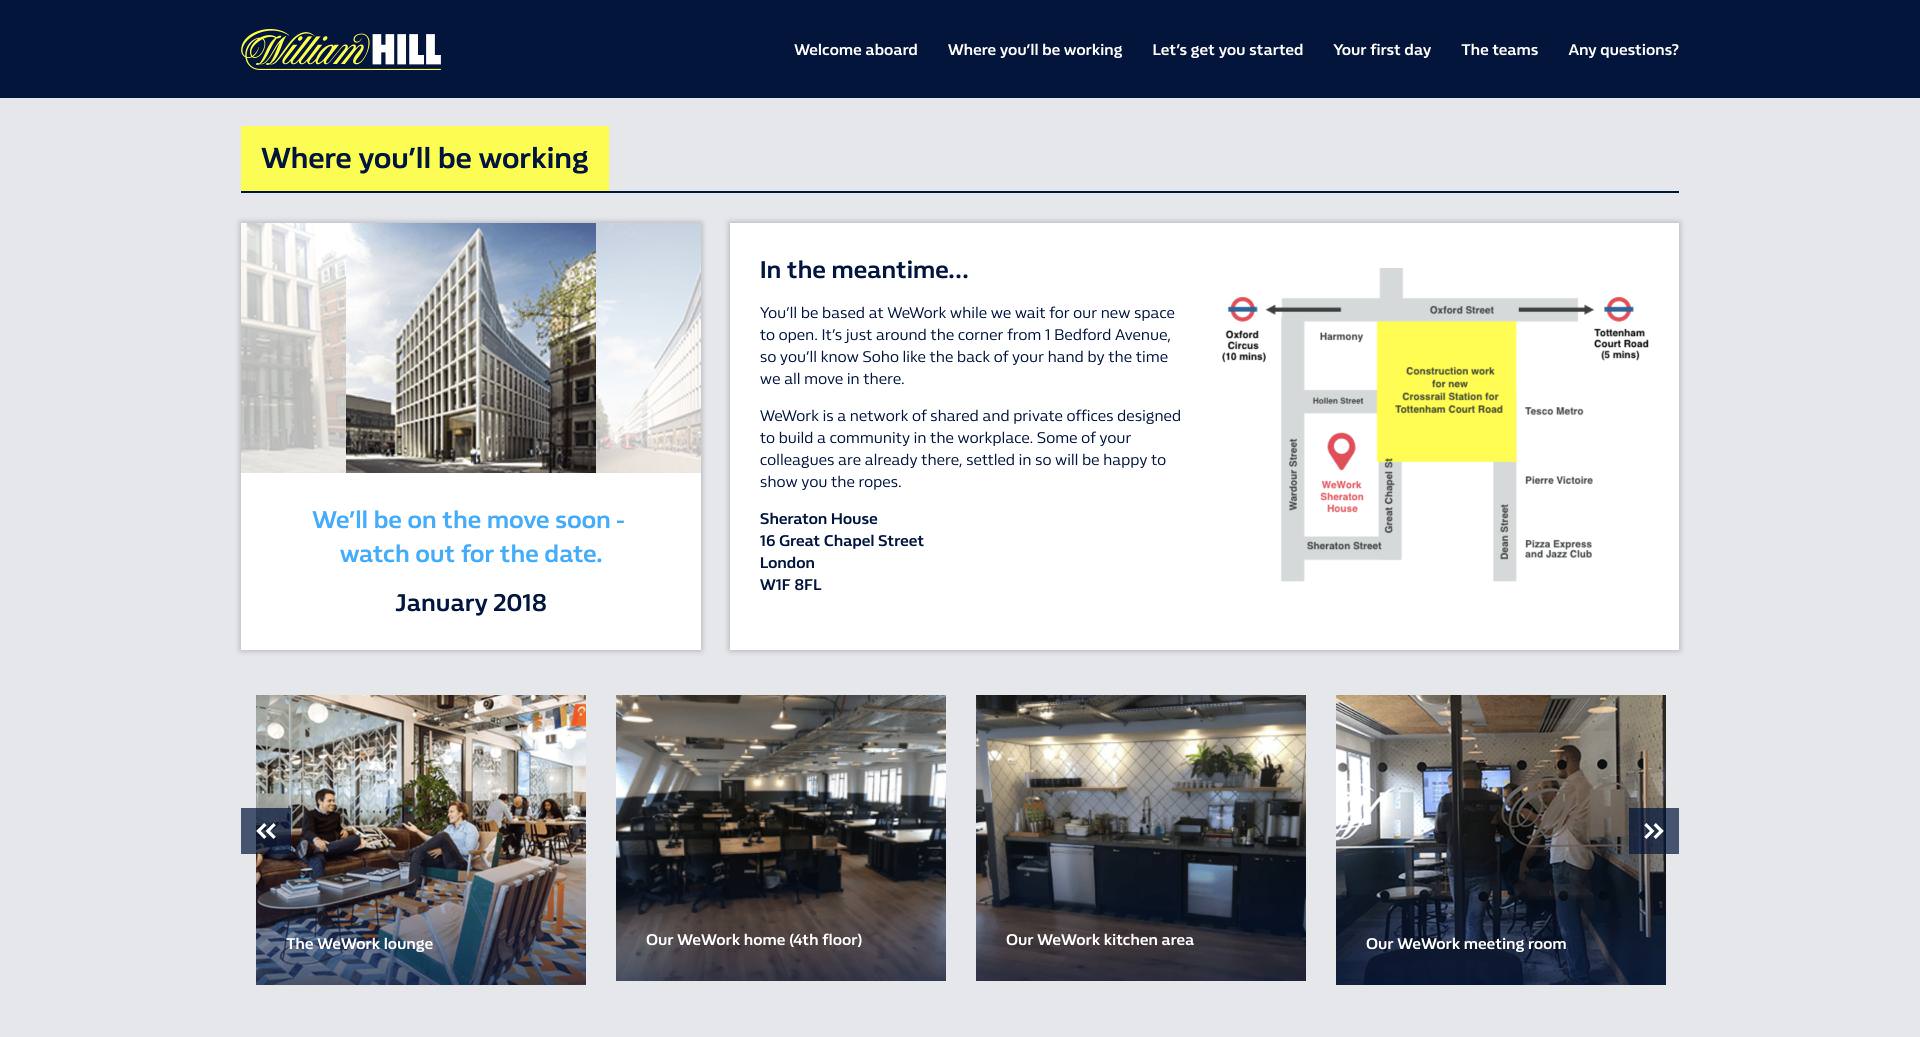 William HILL
Welcome aboard
Where you'll be working
Let's get you started
Your first day
The teams
Any questions?
Where you'll be working
We'll be on the move soon -
watch out for the date.
January 2018
In the meantime...
You'll be based at WeWork while we wait for our new space
to open. It's just around the corner from 1 Bedford Avenue,
so you'll know Soho like the back of your hand by the time
we all move in there.
WeWork is a network of shared and private offices designed
to build a community in the workplace. Some of your
colleagues are already there, settled in so will be happy to
show you the ropes.
Sheraton House
16 Great Chapel Street
London
W1F 8FL
Oxford Street
Oxford
Circus
(10 mins)
Harmony
Tottenham
Court Road
(5 mins)
Construction work
for new
Crossrail Station for
Tottenham Court Road
Hollen Street
Tesco Metro
Wardour Street
WeWork
Sheraton
House
Great Chapel St
Pierre Victoire
Dean Street
Sheraton Street
Pizza Express
and Jazz Club
The WeWork lounge
Our WeWork home (4th floor)
Our WeWork kitchen area
Our WeWork meeting room